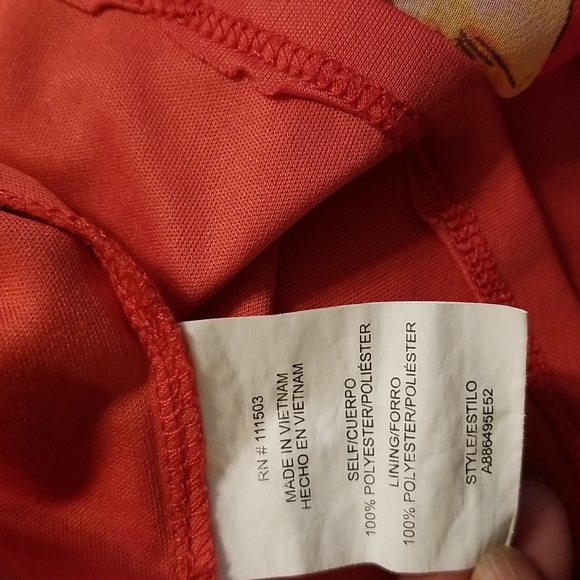 RN # 111503
MADE IN VIETNAM
HECHO EN VIETNAM
SELF/CUERPO
100% POLYESTER/POLIÉSTER
LINING/FORRO
100% POLYESTER/POLIÉSTER
STYLE/ESTILO
A886495E52